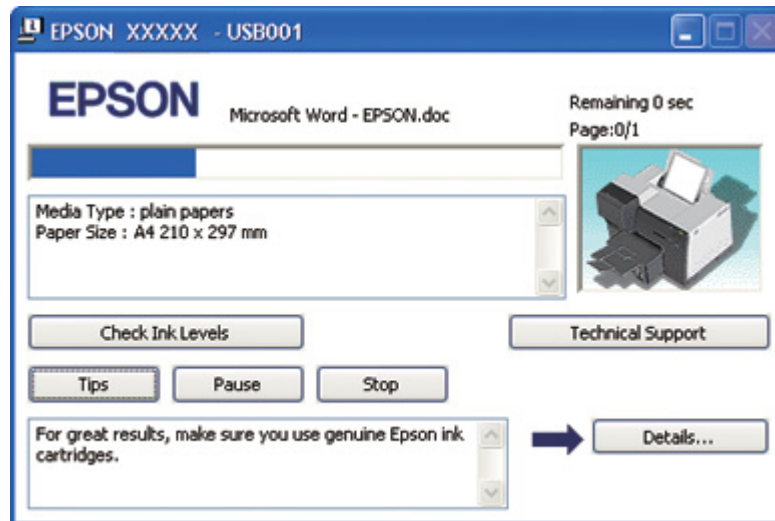 EPSON XXXXX - USB001
EPSON
Microsoft Word - EPSON.doc
Remaining 0 sec
Page:0/1
Media Type : plain papers
Paper Size : A4 210 x 297 mm
Check Ink Levels
Technical Support
Tips
Pause
Stop
For great results, make sure you use genuine Epson ink
cartridges.
Details...